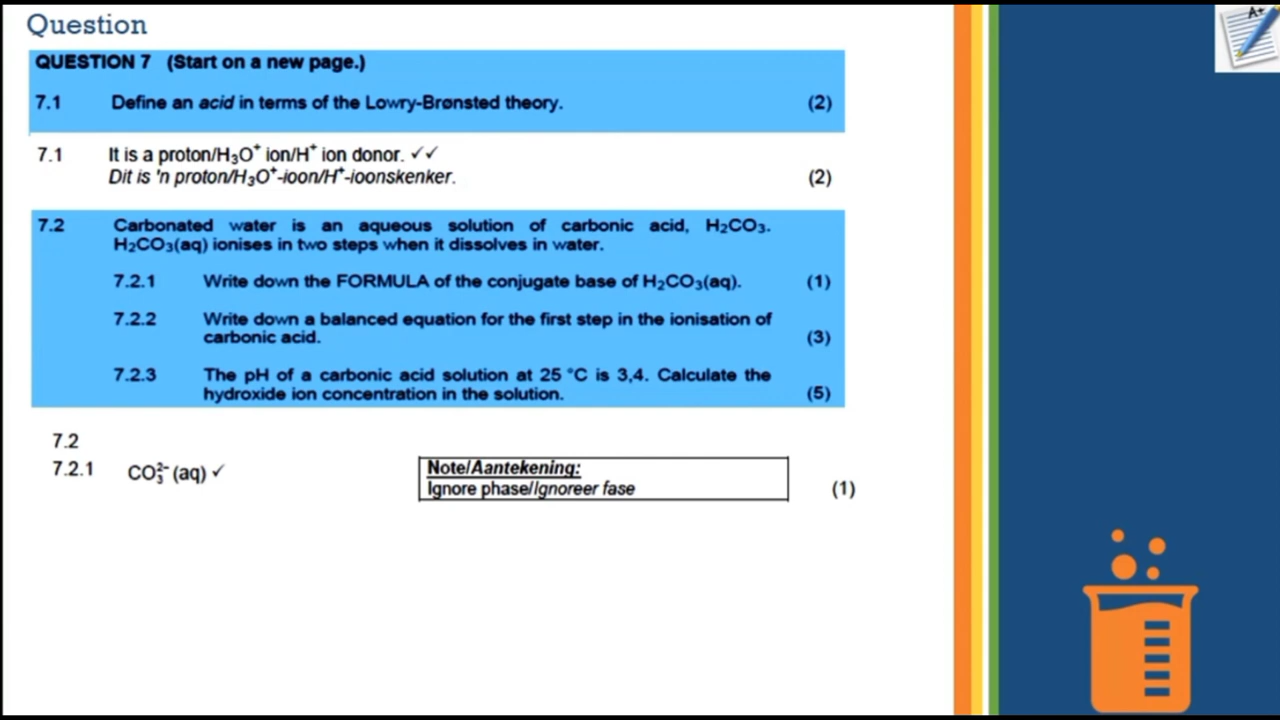 Question
QUESTION 7 (Start on a new page.)
7.1 Define an acid in terms of the Lowry-Brønsted theory. (2)
7.1 It is a proton/H₃O⁺ ion/H⁺ ion donor. ✓✓
Dit is 'n proton/H₃O⁺-ioon/H⁺-ioonskenker. (2)
7.2 Carbonated water is an aqueous solution of carbonic acid, H₂CO₃.
H₂CO₃(aq) ionises in two steps when it dissolves in water.
7.2.1 Write down the FORMULA of the conjugate base of H₂CO₃(aq). (1)
7.2.2 Write down a balanced equation for the first step in the ionisation of
carbonic acid. (3)
7.2.3 The pH of a carbonic acid solution at 25 °C is 3,4. Calculate the
hydroxide ion concentration in the solution. (5)
7.2
7.2.1 CO₃²⁻ (aq) ✓
Note/Aantekening:
Ignore phase/Ignoreer fase
(1)
A+